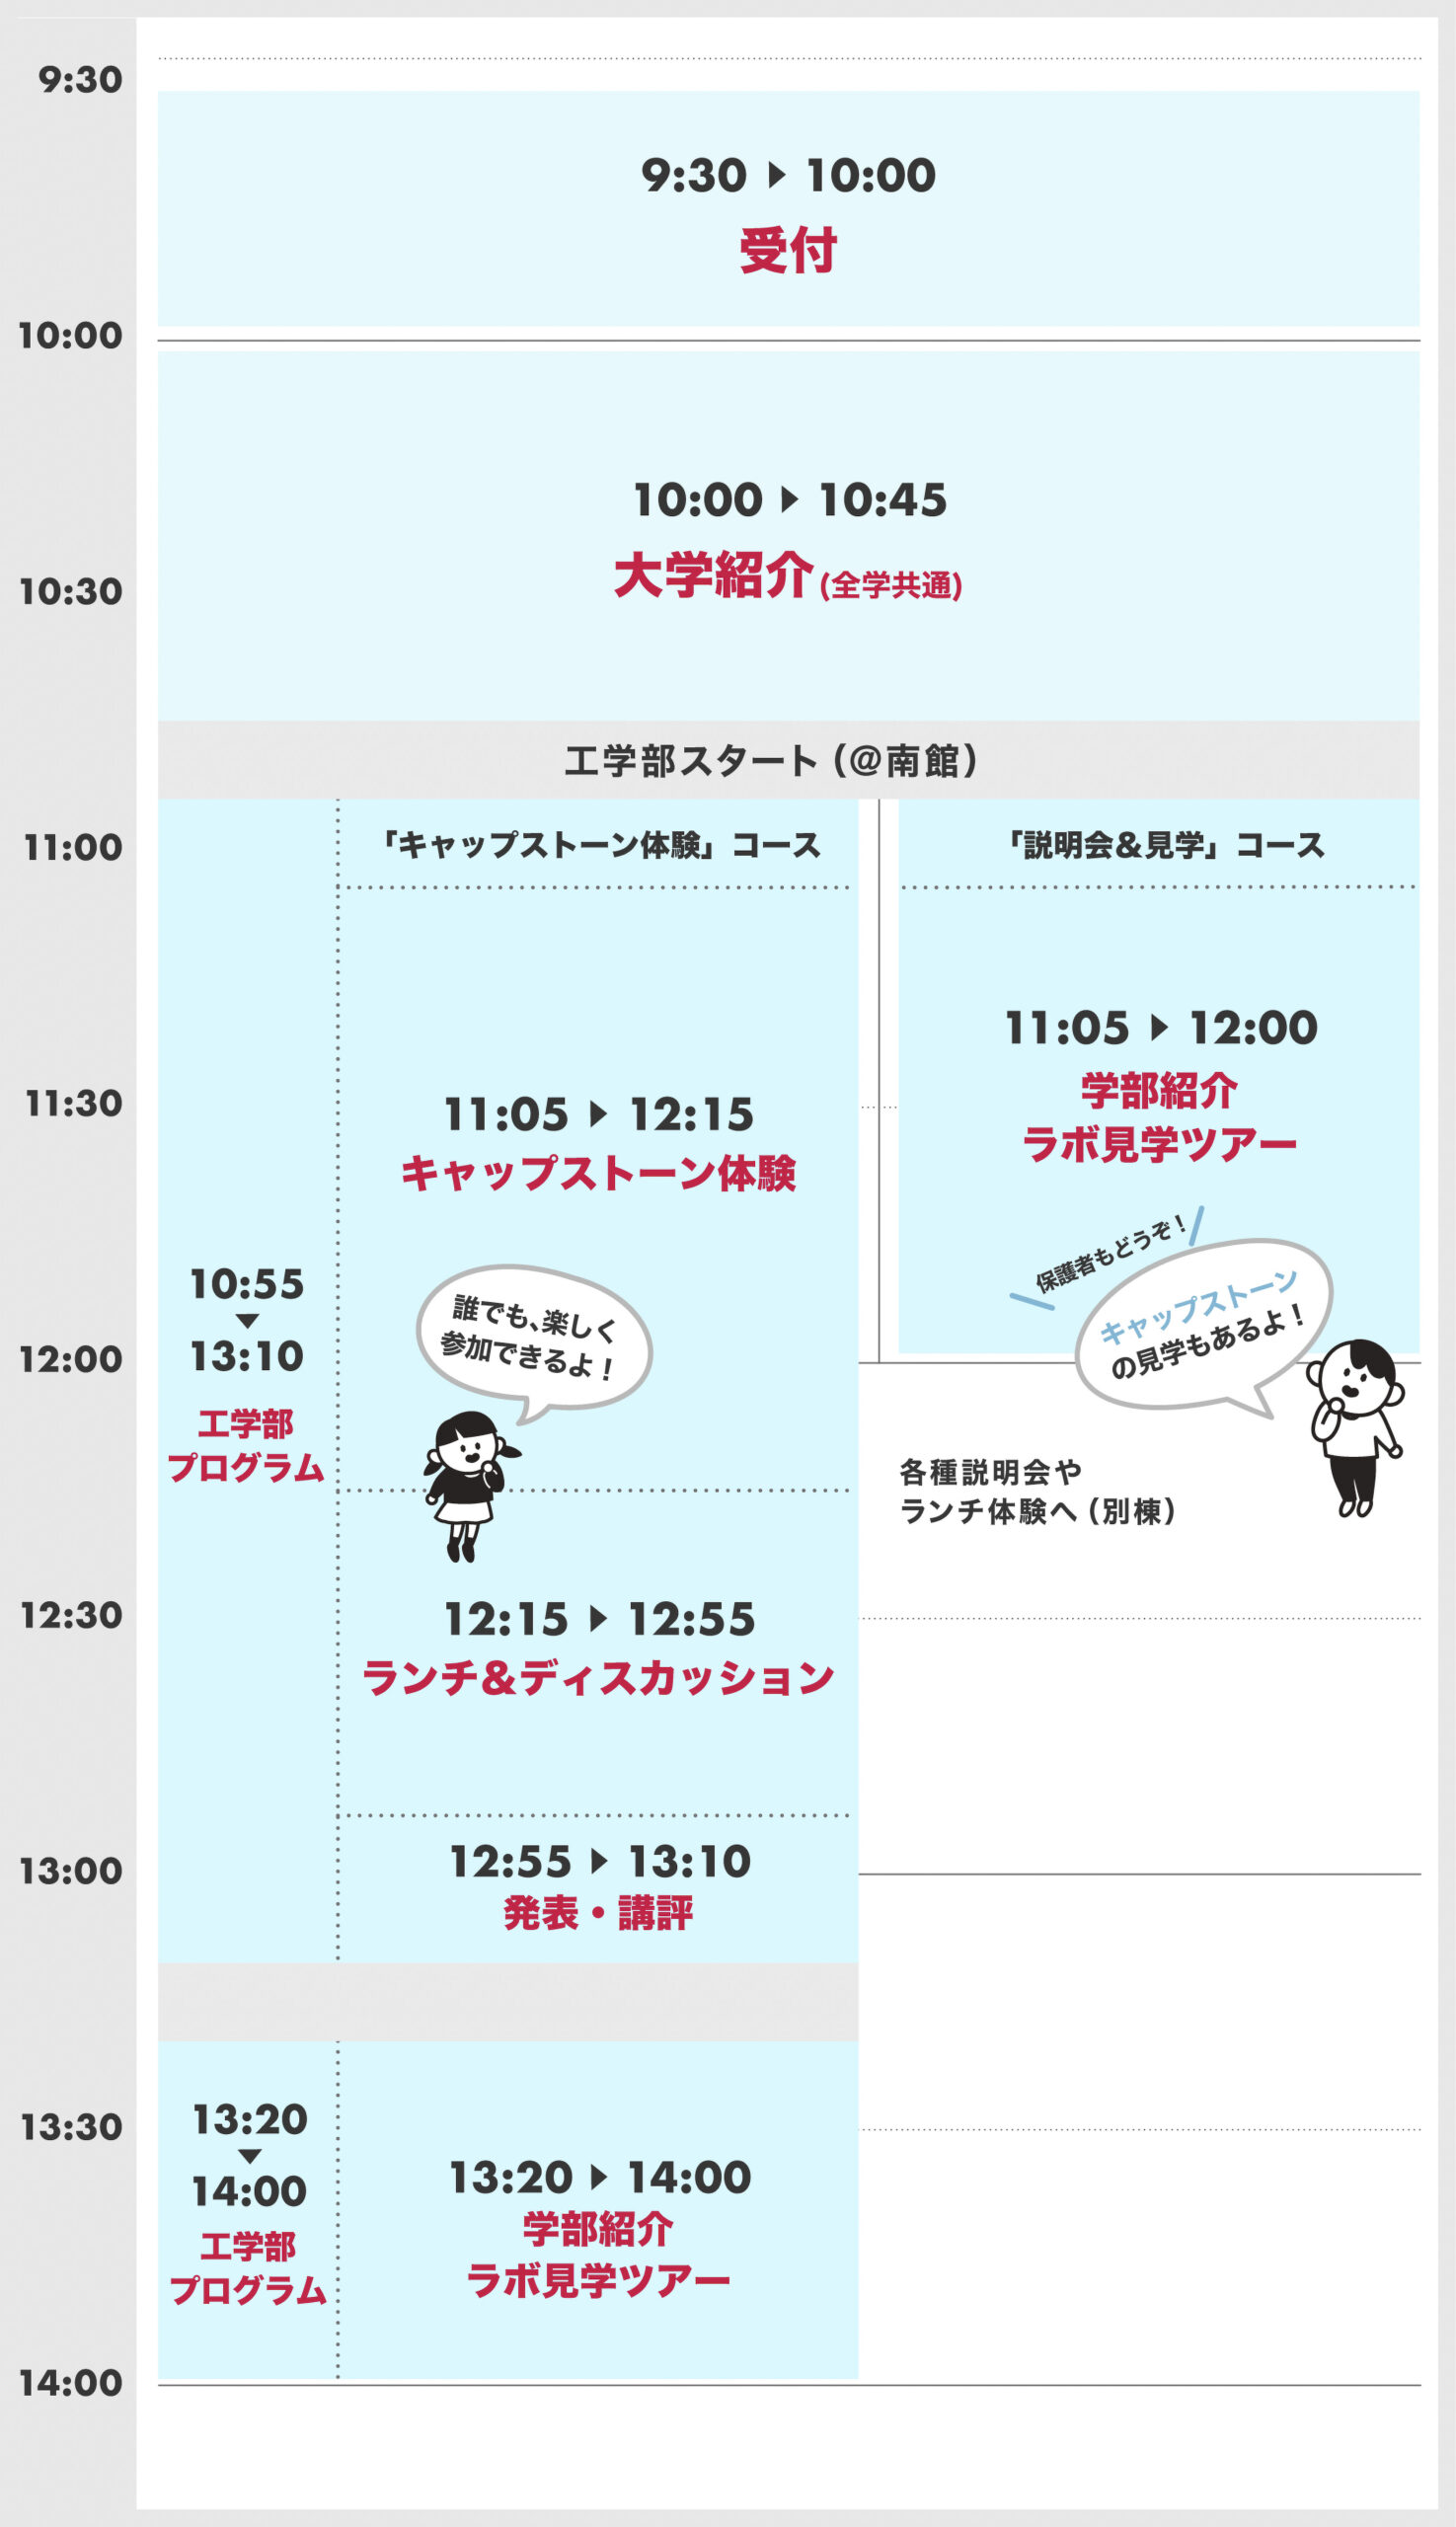 9:30
9:30 ▶ 10:00
受付
10:00
10:00 ▶ 10:45
大学紹介(全学共通)
10:30
工学部スタート(@南館)
11:00
「キャップストーン体験」コース
「説明会&見学」コース
11:05 ▶ 12:00
学部紹介
ラボ見学ツアー
11:30
11:05 ▶ 12:15
キャップストーン体験
保護者もどうぞ!
キャップストーン
の見学もあるよ!
誰でも、楽しく
参加できるよ!
10:55
▼
13:10
工学部
プログラム
12:00
各種説明会や
ランチ体験へ(別棟)
12:30
12:15 ▶ 12:55
ランチ&ディスカッション
13:00
12:55 ▶ 13:10
発表・講評
13:30
13:20
▼
14:00
工学部
プログラム
13:20 ▶ 14:00
学部紹介
ラボ見学ツアー
14:00